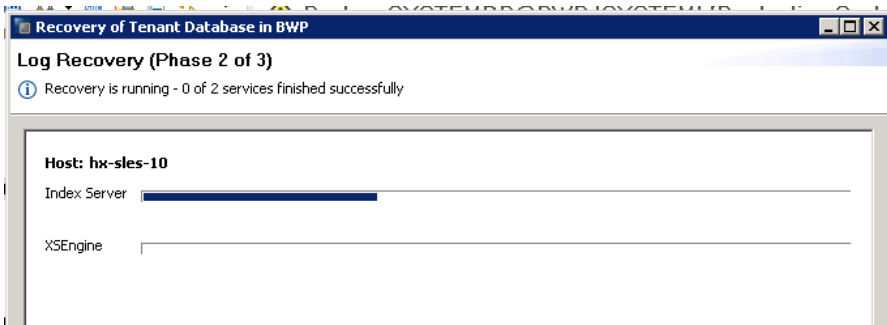 Recovery of Tenant Database in BWP
Log Recovery (Phase 2 of 3)
Recovery is running - 0 of 2 services finished successfully
Host: hx-sles-10
Index Server
XSEngine